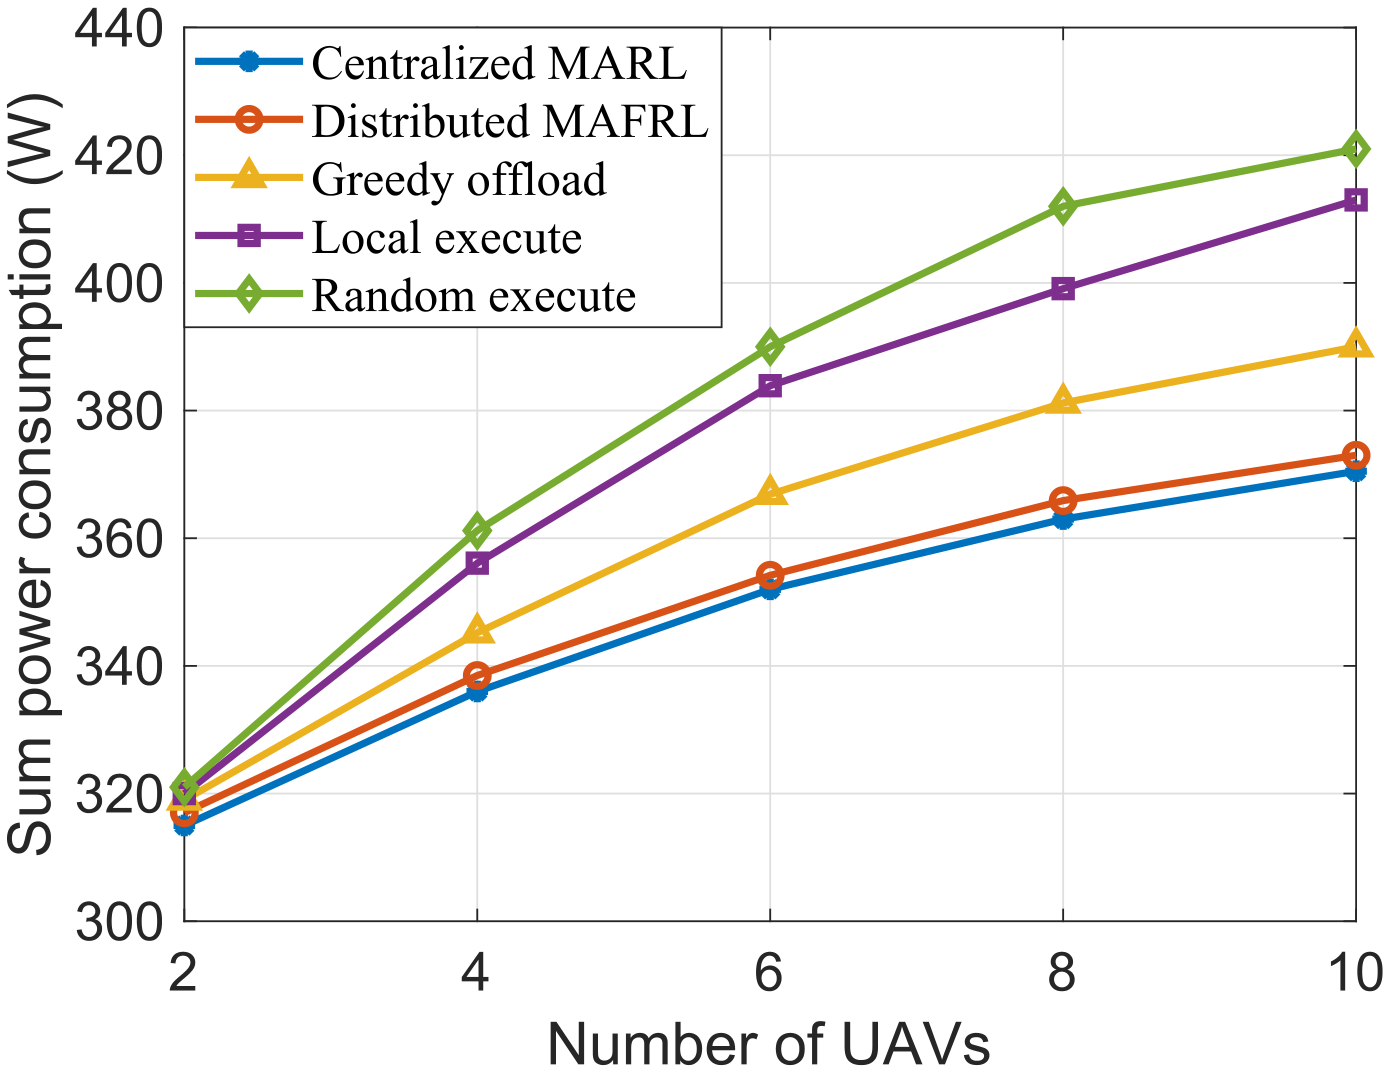 440
420
400
380
360
340
320
300
Sum power consumption (W)
Centralized MARL
Distributed MAFRL
Greedy offload
Local execute
Random execute
2 4 6 8 10
Number of UAVs